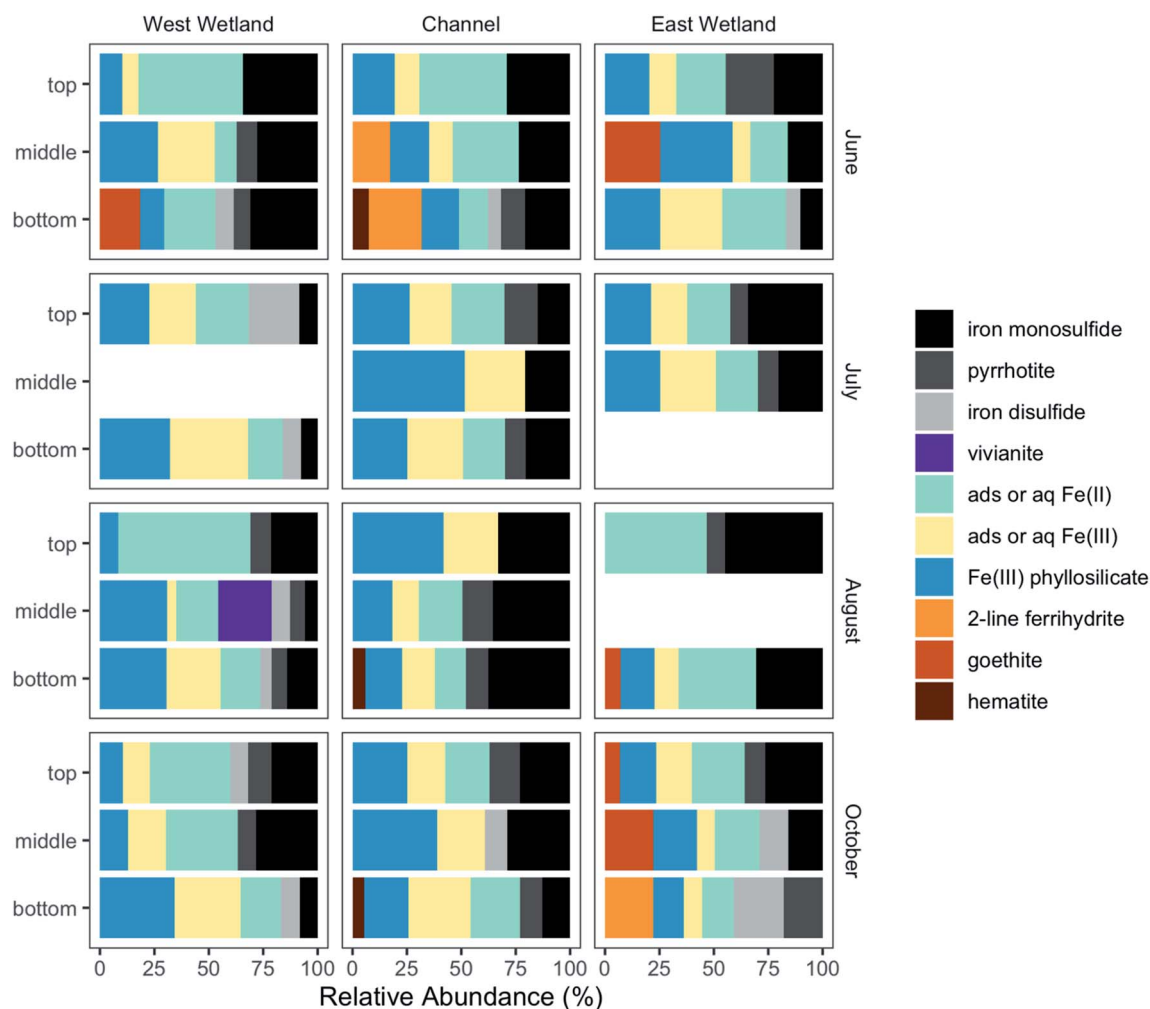 West Wetland Channel East Wetland
top
middle
bottom
June
top
middle
bottom
July
top
middle
bottom
August
top
middle
bottom
October
0 25 50 75 100 0 25 50 75 100 0 25 50 75 100
Relative Abundance (%)
iron monosulfide
pyrrhotite
iron disulfide
vivianite
ads or aq Fe(II)
ads or aq Fe(III)
Fe(III) phyllosilicate
2-line ferrihydrite
goethite
hematite